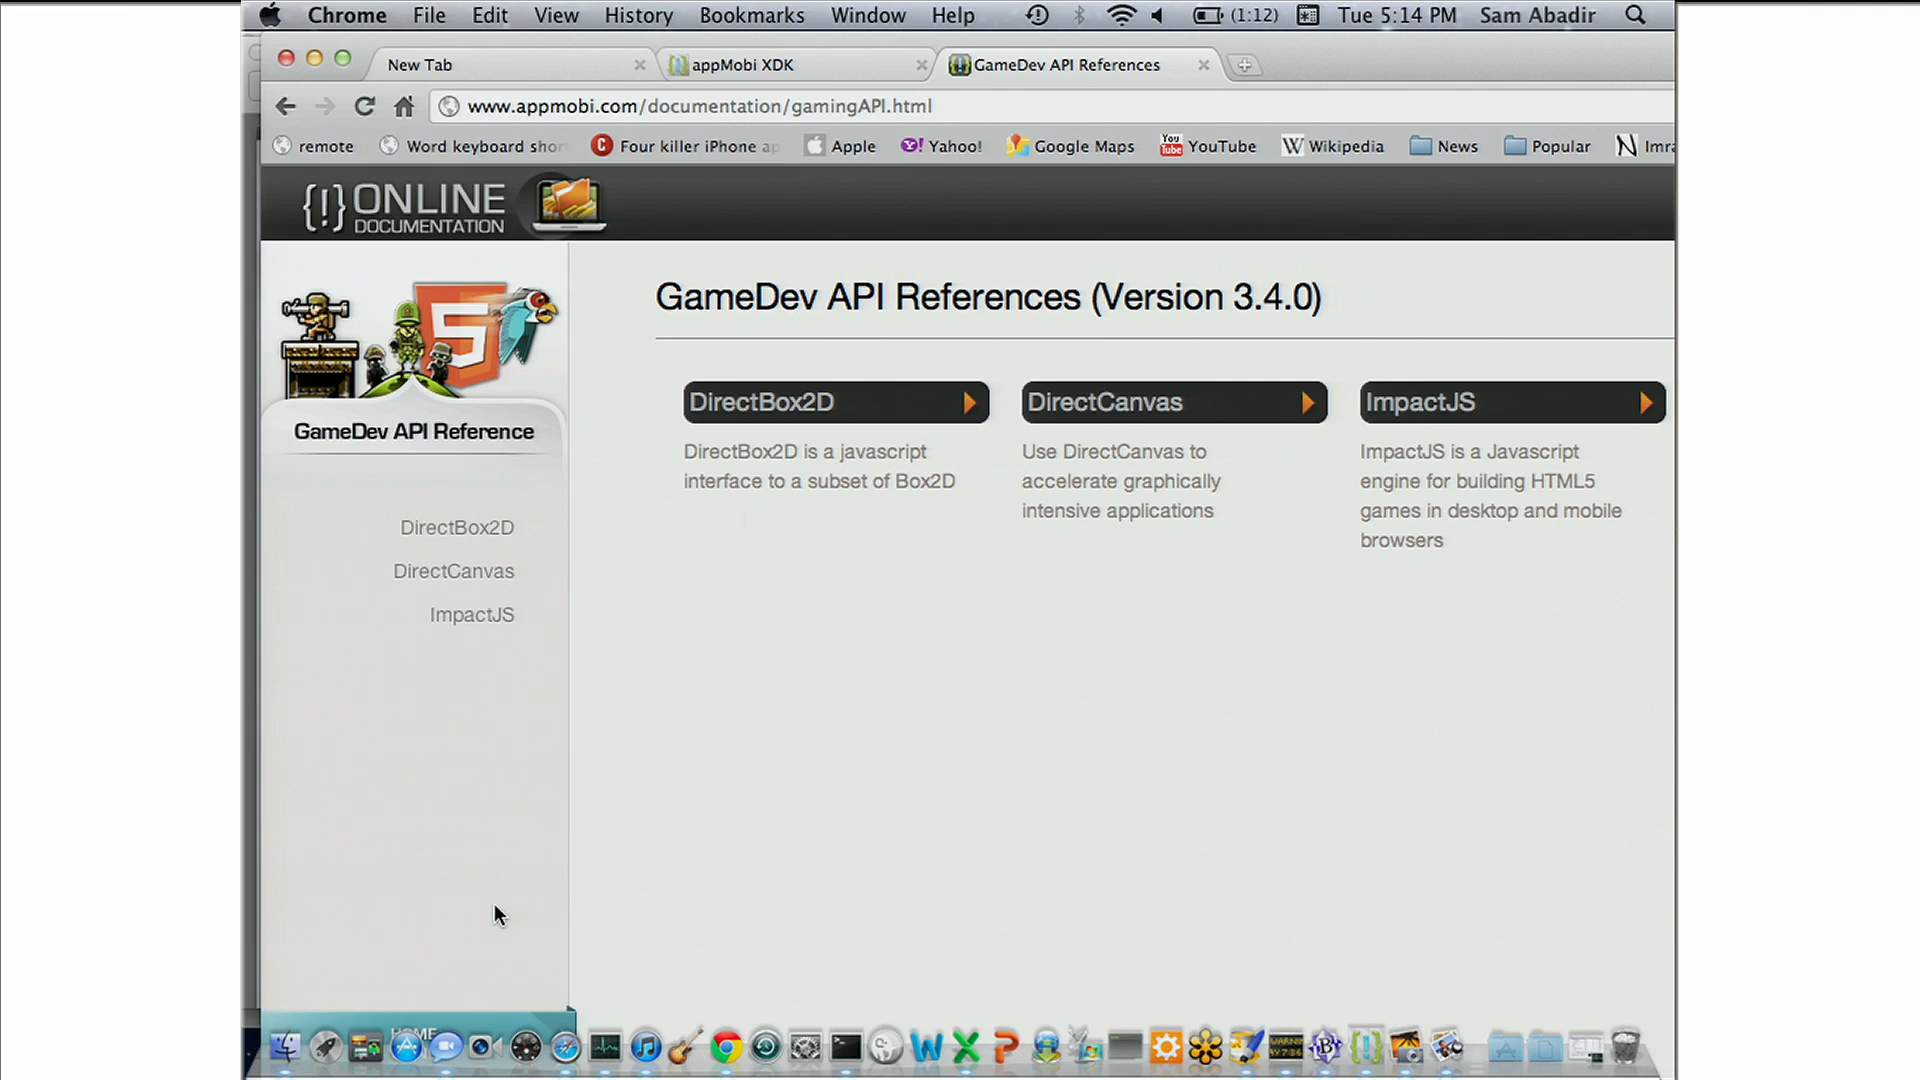 Chrome File Edit View History Bookmarks Window Help (1:12) Tue 5:14 PM Sam Abadir
New Tab appMobi XDK GameDev API References
www.appmobi.com/documentation/gamingAPI.html
remote Word keyboard shor Four killer iPhone ap Apple Yahoo! Google Maps YouTube Wikipedia News Popular Imra
{!} ONLINE
DOCUMENTATION
GameDev API References (Version 3.4.0)
GameDev API Reference
DirectBox2D
DirectCanvas
ImpactJS
DirectBox2D
DirectBox2D is a javascript
interface to a subset of Box2D
DirectCanvas
Use DirectCanvas to
accelerate graphically
intensive applications
ImpactJS
ImpactJS is a Javascript
engine for building HTML5
games in desktop and mobile
browsers
HOME